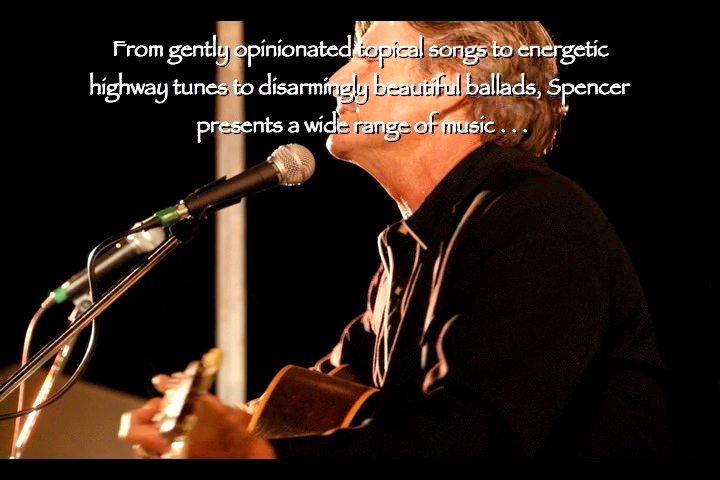 From gently opinionated topical songs to energetic
highway tunes to disarmingly beautiful ballads, Spencer
presents a wide range of music . . .